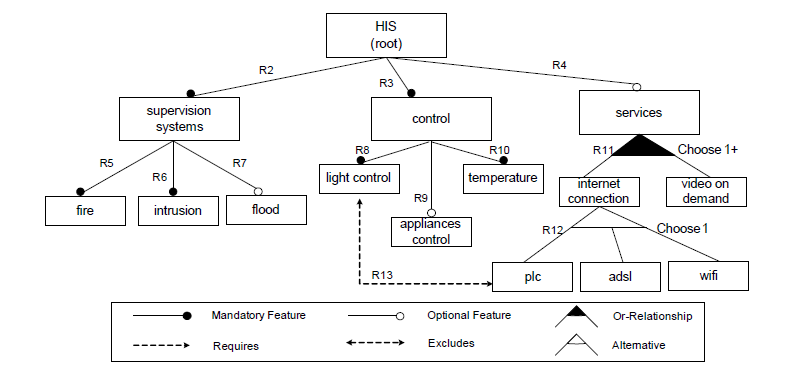 HIS
(root)
R2
R3
R4
supervision
systems
control
services
R5
R6
R7
R8
R9
R10
R11
Choose 1+
fire
intrusion
flood
light control
temperature
appliances
control
internet
connection
video on
demand
R12
Choose 1
R13
plc
adsl
wifi
Mandatory Feature
Optional Feature
Or-Relationship
Requires
Excludes
Alternative